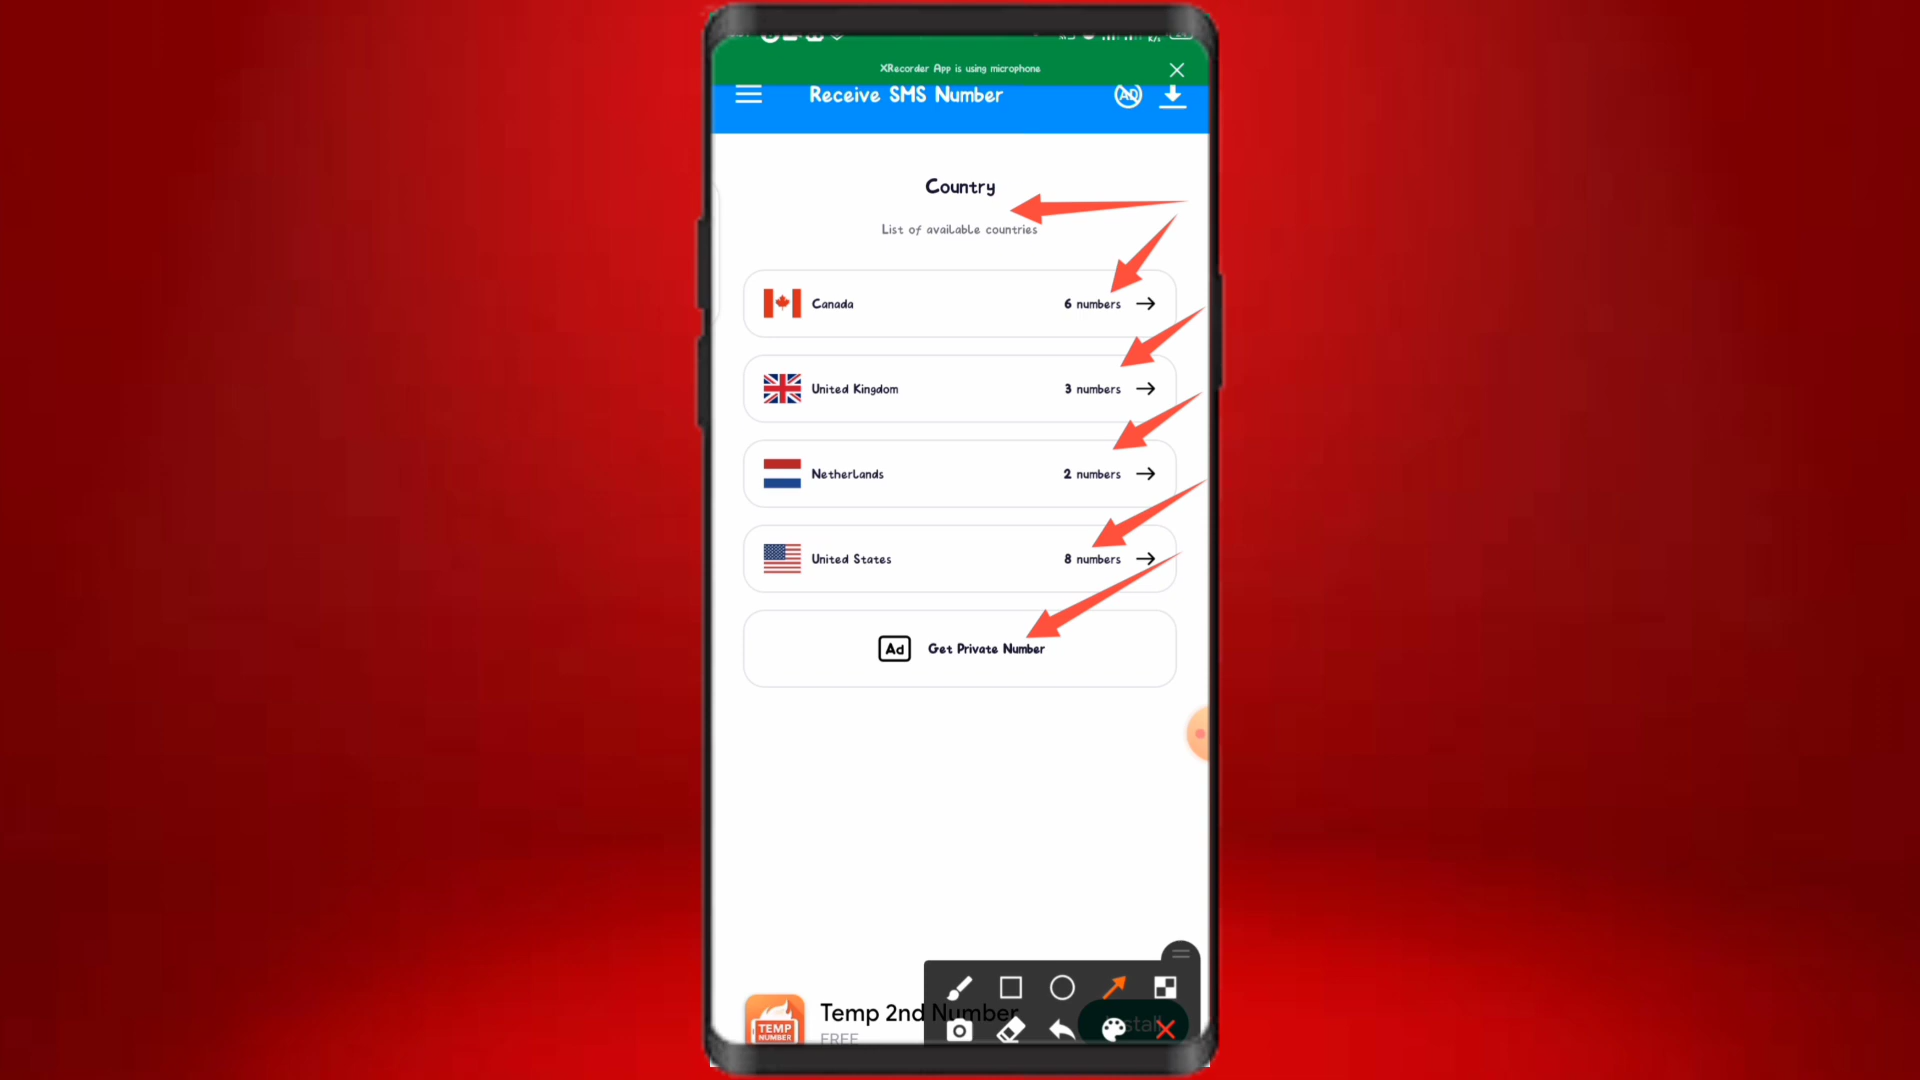 XRecorder App is using microphone
Receive SMS Number
AD
Country
List of available countries
Canada 6 numbers
United Kingdom 3 numbers
Netherlands 2 numbers
United States 8 numbers
Ad Get Private Number
TEMP
NUMBER
Temp 2nd Number
FREE